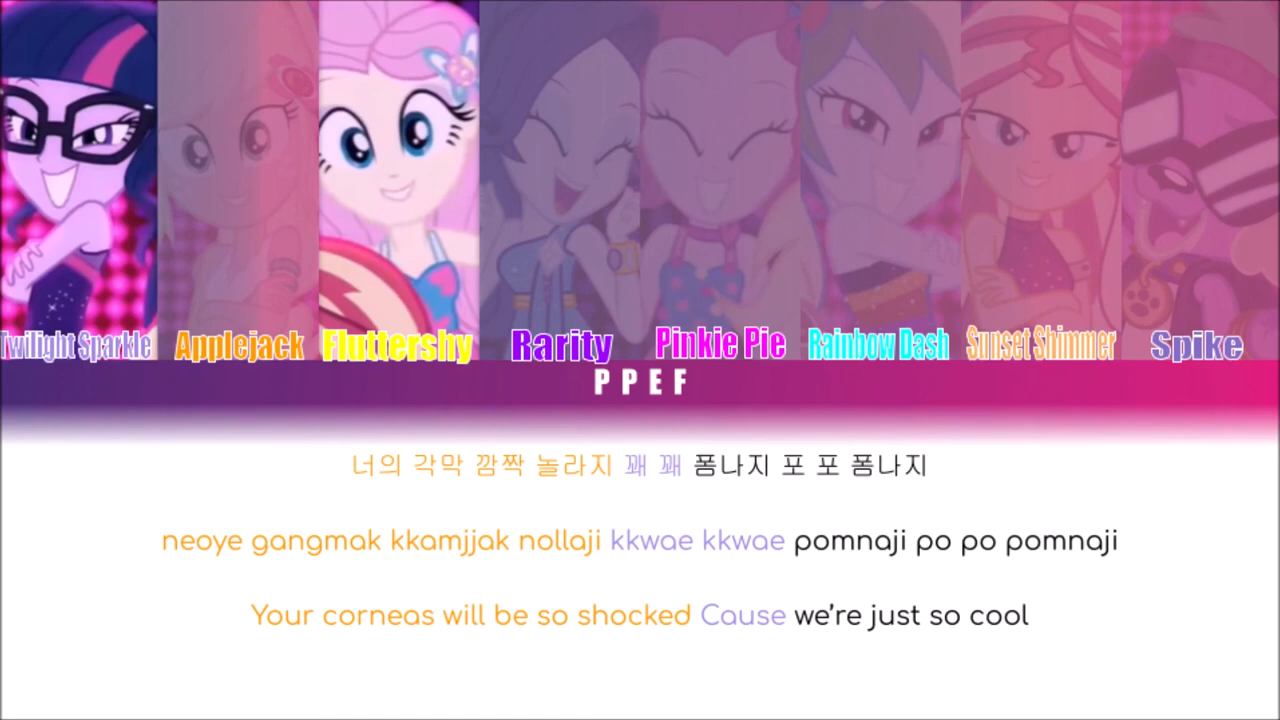 Twilight Sparkle Applejack Fluttershy Rarity Pinkie Pie Rainbow Dash Sunset Shimmer Spike
PPEF
너의 각막 깜짝 놀라지 꽤 꽤 폼나지 포 포 폼나지
neoye gangmak kkamjjak nollaji kkwae kkwae pomnaji po po pomnaji
Your corneas will be so shocked Cause we're just so cool